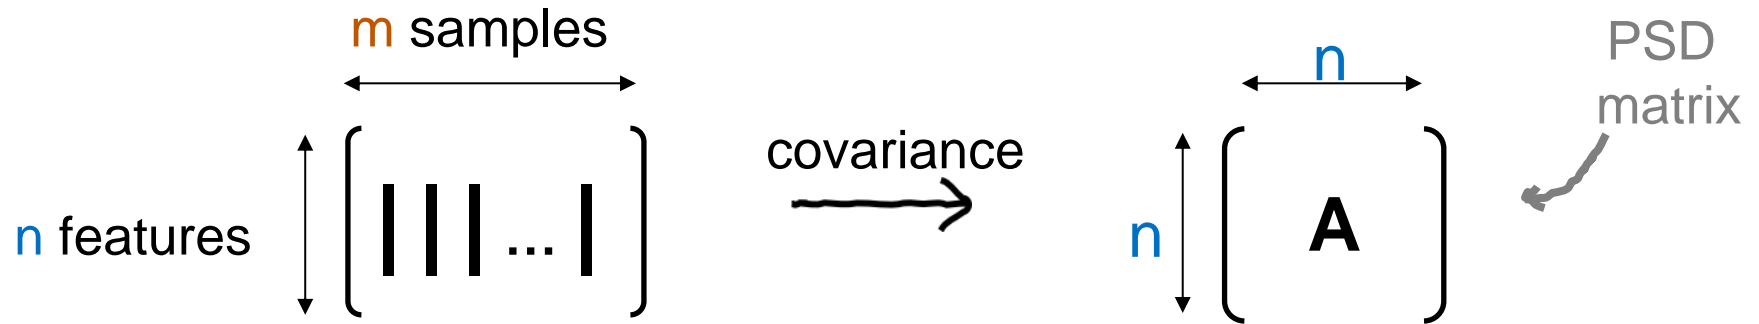 m samples
n features
...
covariance
n
n
A
PSD
matrix